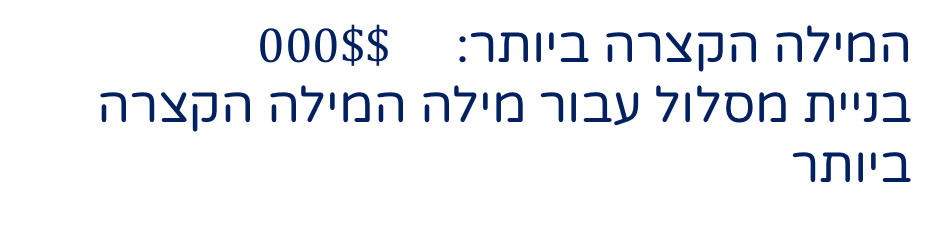 המילה הקצרה ביותר: 000$$
בניית מסלול עבור מילה המילה הקצרה
ביותר